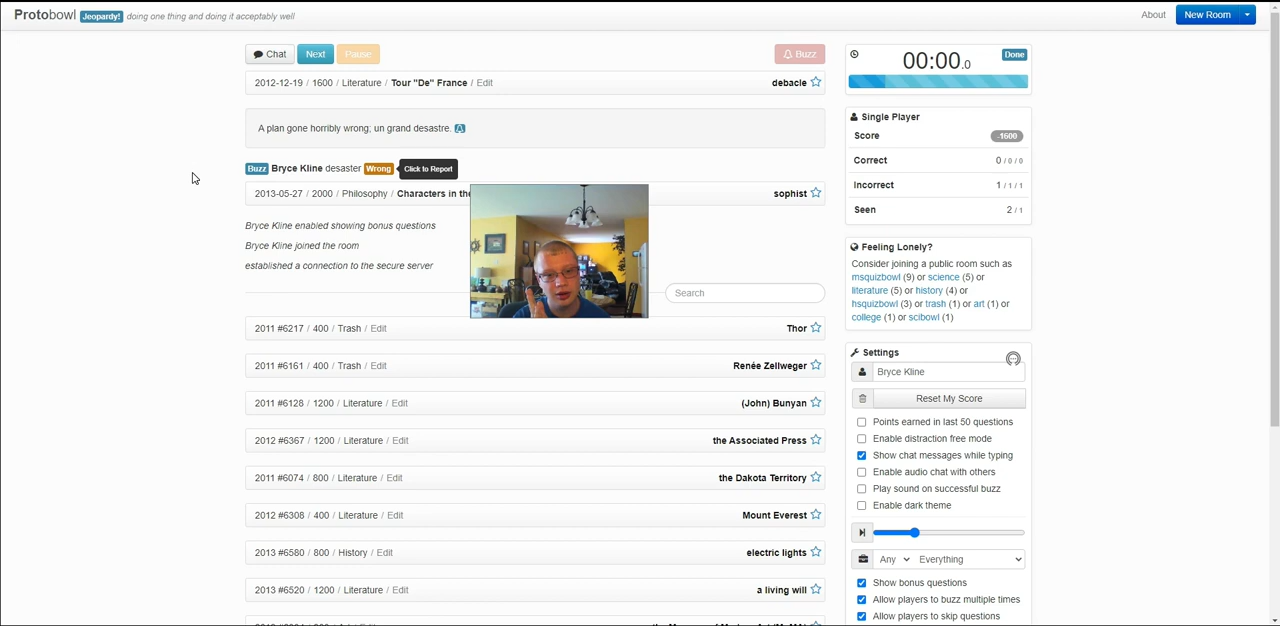 Protobowl Jeopardy! doing one thing and doing it acceptably well
About New Room
Chat Next Pause Buzz
2012-12-19 / 1600 / Literature / Tour "De" France / Edit debacle
A plan gone horribly wrong; un grand desastre.
Buzz Bryce Kline desaster Wrong Click to Report
2013-05-27 / 2000 / Philosophy / Characters in the sophist
Bryce Kline enabled showing bonus questions
Bryce Kline joined the room
established a connection to the secure server
Search
2011 #6217 / 400 / Trash / Edit Thor
2011 #6161 / 400 / Trash / Edit Renée Zellweger
2011 #6128 / 1200 / Literature / Edit (John) Bunyan
2012 #6367 / 1200 / Literature / Edit the Associated Press
2011 #6074 / 800 / Literature / Edit the Dakota Territory
2012 #6308 / 400 / Literature / Edit Mount Everest
2013 #6580 / 800 / History / Edit electric lights
2013 #6520 / 1200 / Literature / Edit a living will
00:00.0 Done
Single Player
Score -1600
Correct 0 / 0 / 0
Incorrect 1 / 1 / 1
Seen 2 / 1
Feeling Lonely?
Consider joining a public room such as
msquizbowl (9) or science (5) or
literature (5) or history (4) or
hsquizbowl (3) or trash (1) or art (1) or
college (1) or scibowl (1)
Settings
Bryce Kline
Reset My Score
Points earned in last 50 questions
Enable distraction free mode
Show chat messages while typing
Enable audio chat with others
Play sound on successful buzz
Enable dark theme
Any Everything
Show bonus questions
Allow players to buzz multiple times
Allow players to skip questions